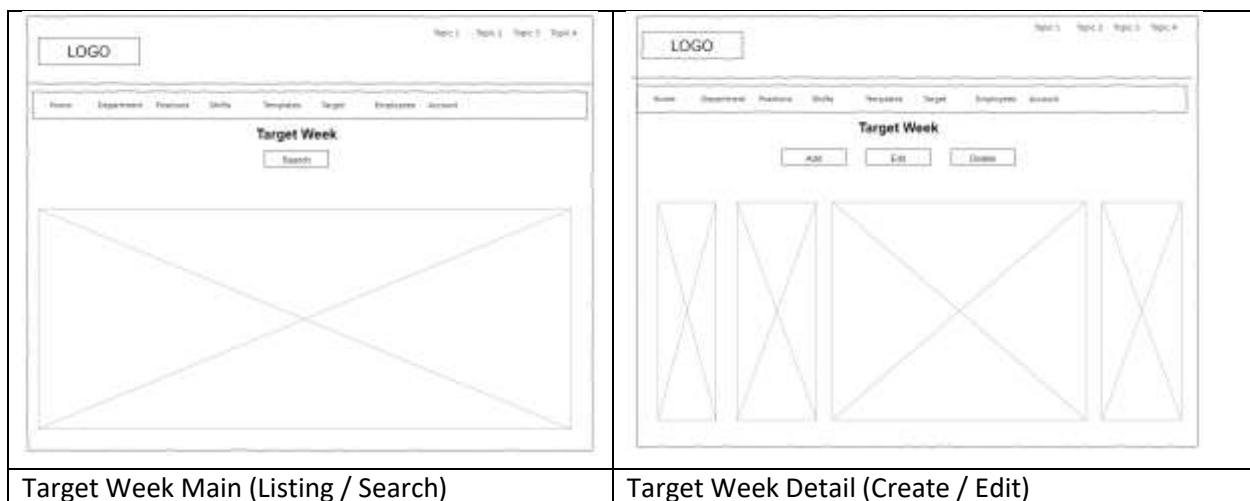 LOGO
Topic 1 Topic 2 Topic 3 Topic 4
Home Department Positions Shifts Templates Target Employees Account
Target Week
Search
Target Week Main (Listing / Search)
LOGO
Topic 1 Topic 2 Topic 3 Topic 4
Home Department Positions Shifts Templates Target Employees Account
Target Week
Add Edit Delete
Target Week Detail (Create / Edit)